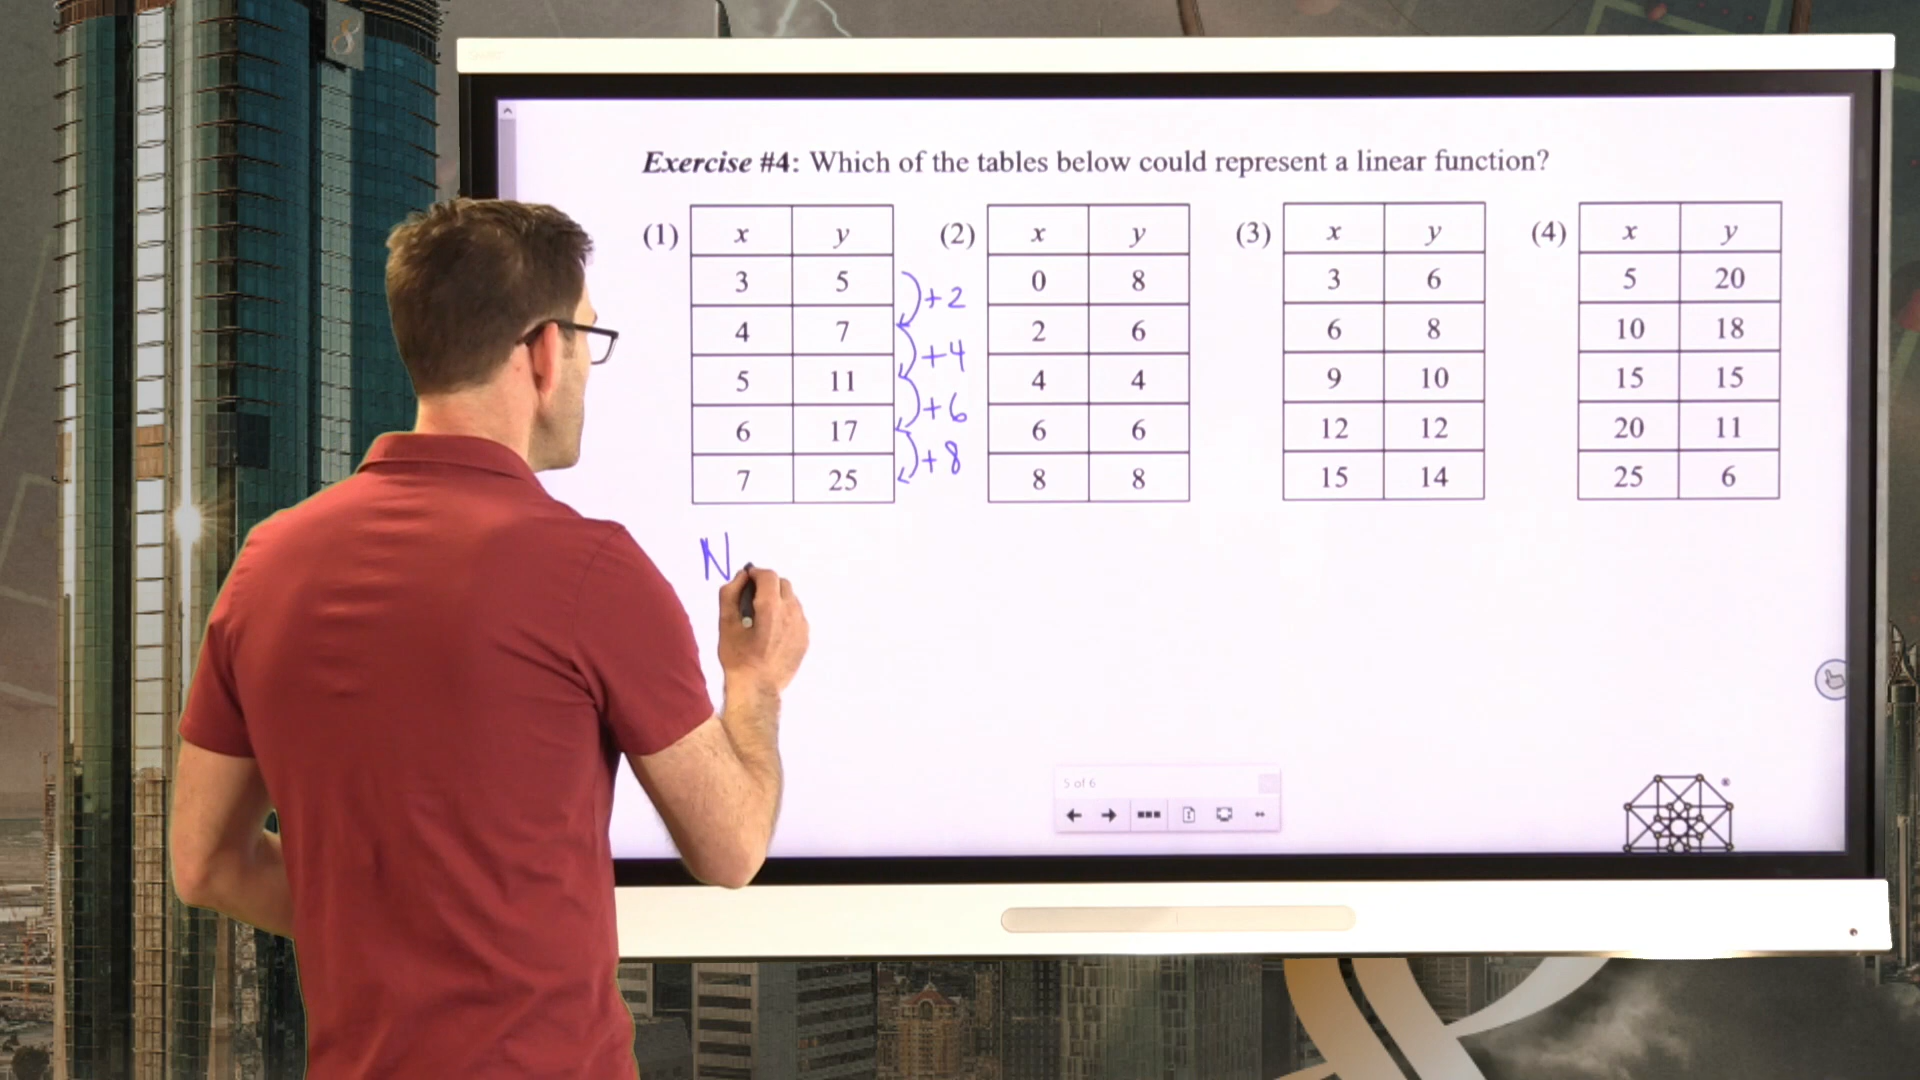 Exercise #4: Which of the tables below could represent a linear function?
(1) x y (2) x y (3) x y (4) x y
3 5 0 8 3 6 5 20
+2
4 7 2 6 6 8 10 18
+4
5 11 4 4 9 10 15 15
+6
6 17 6 6 12 12 20 11
+8
7 25 8 8 15 14 25 6
N
5 of 6